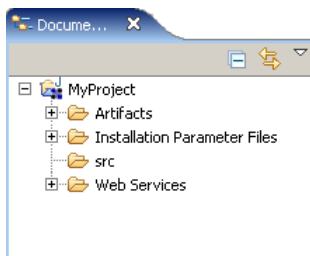 Docume...
MyProject
Artifacts
Installation Parameter Files
src
Web Services